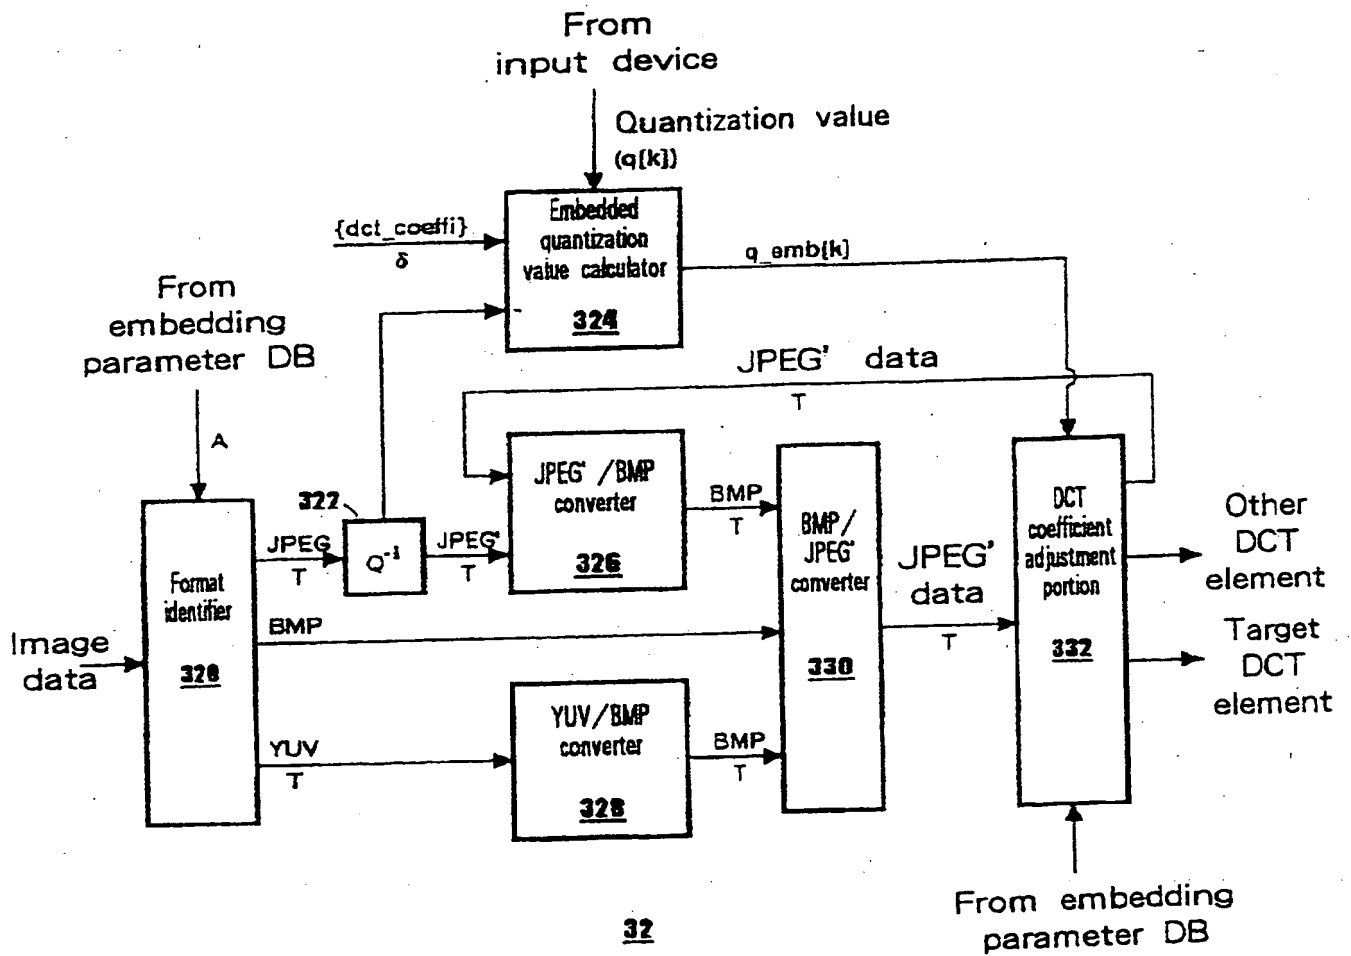 From
input device
Quantization value
(q[k])
{dct_coeffi}
δ
Embedded
quantization
value calculator
324
q_emb[k]
From
embedding
parameter DB
A
JPEG' data
T
322
JPEG
T
Q⁻¹
JPEG'
T
JPEG' /BMP
converter
326
BMP
T
BMP/
JPEG'
converter
330
JPEG'
data
T
DCT
coefficient
adjustment
portion
332
Other
DCT
element
Target
DCT
element
Image
data
Format
identifier
320
BMP
YUV
T
YUV/BMP
converter
328
BMP
T
From embedding
parameter DB
32